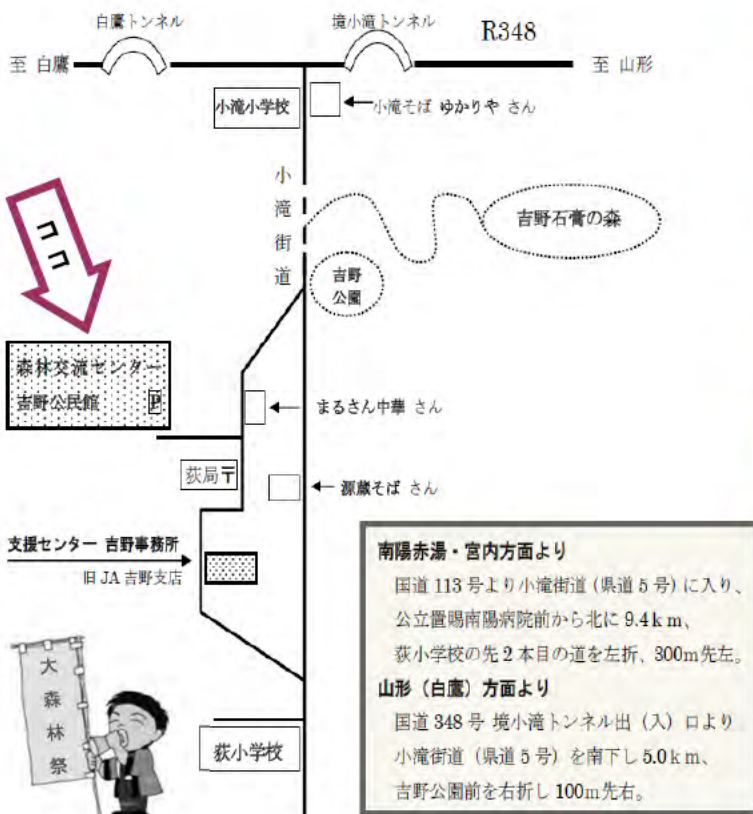 白鷹トンネル
境小滝トンネル
R348
至 白鷹
至 山形
小滝小学校
小滝そば ゆかりや さん
小滝街道
吉野石膏の森
ココ
吉野
公園
森林交流センター
吉野公民館 P
まるさん中華 さん
荻局〒
源蔵そば さん
支援センター 吉野事務所
旧 JA 吉野支店
南陽赤湯・宮内方面より
国道 113 号より小滝街道 (県道 5 号) に入り、
公立置賜南陽病院前から北に 9.4ｋｍ、
荻小学校の先 2 本目の道を左折、300m先左。
山形（白鷹）方面より
国道 348 号 境小滝トンネル出（入）口より
小滝街道（県道 5 号）を南下し 5.0ｋｍ、
吉野公園前を右折し 100m先右。
大森林祭
荻小学校